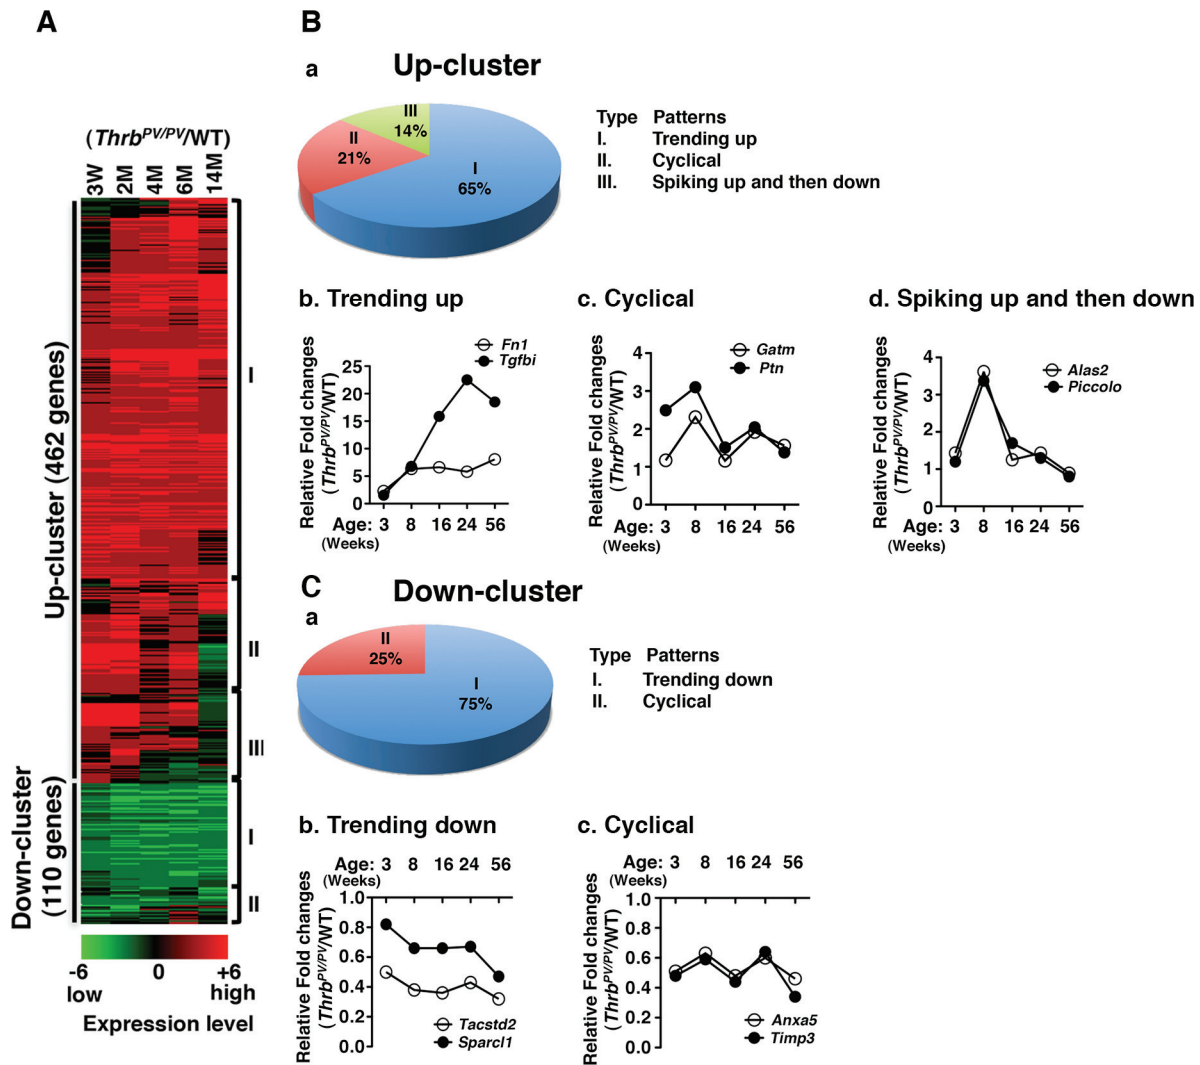 A
(Thrb^PV/PV/WT)
3W 2M 4M 6M 14M
Up-cluster (462 genes)
Down-cluster
(110 genes)
I
II
III
I
II
-6 0 +6
low high
Expression level
B
a Up-cluster
III
14%
II
21%
I
65%
Type Patterns
I. Trending up
II. Cyclical
III. Spiking up and then down
b. Trending up
Relative Fold changes
(Thrb^PV/PV/WT)
Fn1
Tgfbi
25
20
15
10
5
0
Age: 3 8 16 24 56
(Weeks)
c. Cyclical
Relative Fold changes
(Thrb^PV/PV/WT)
Gatm
Ptn
4
3
2
1
0
Age: 3 8 16 24 56
(Weeks)
d. Spiking up and then down
Relative Fold changes
(Thrb^PV/PV/WT)
Alas2
Piccolo
4
3
2
1
0
Age: 3 8 16 24 56
(Weeks)
C
a Down-cluster
II
25%
I
75%
Type Patterns
I. Trending down
II. Cyclical
b. Trending down
Age: 3 8 16 24 56
(Weeks)
Relative Fold changes
(Thrb^PV/PV/WT)
1.0
0.8
0.6
0.4
0.2
0.0
Tacstd2
Sparcl1
c. Cyclical
Age: 3 8 16 24 56
(Weeks)
Relative Fold changes
(Thrb^PV/PV/WT)
1.0
0.8
0.6
0.4
0.2
0.0
Anxa5
Timp3